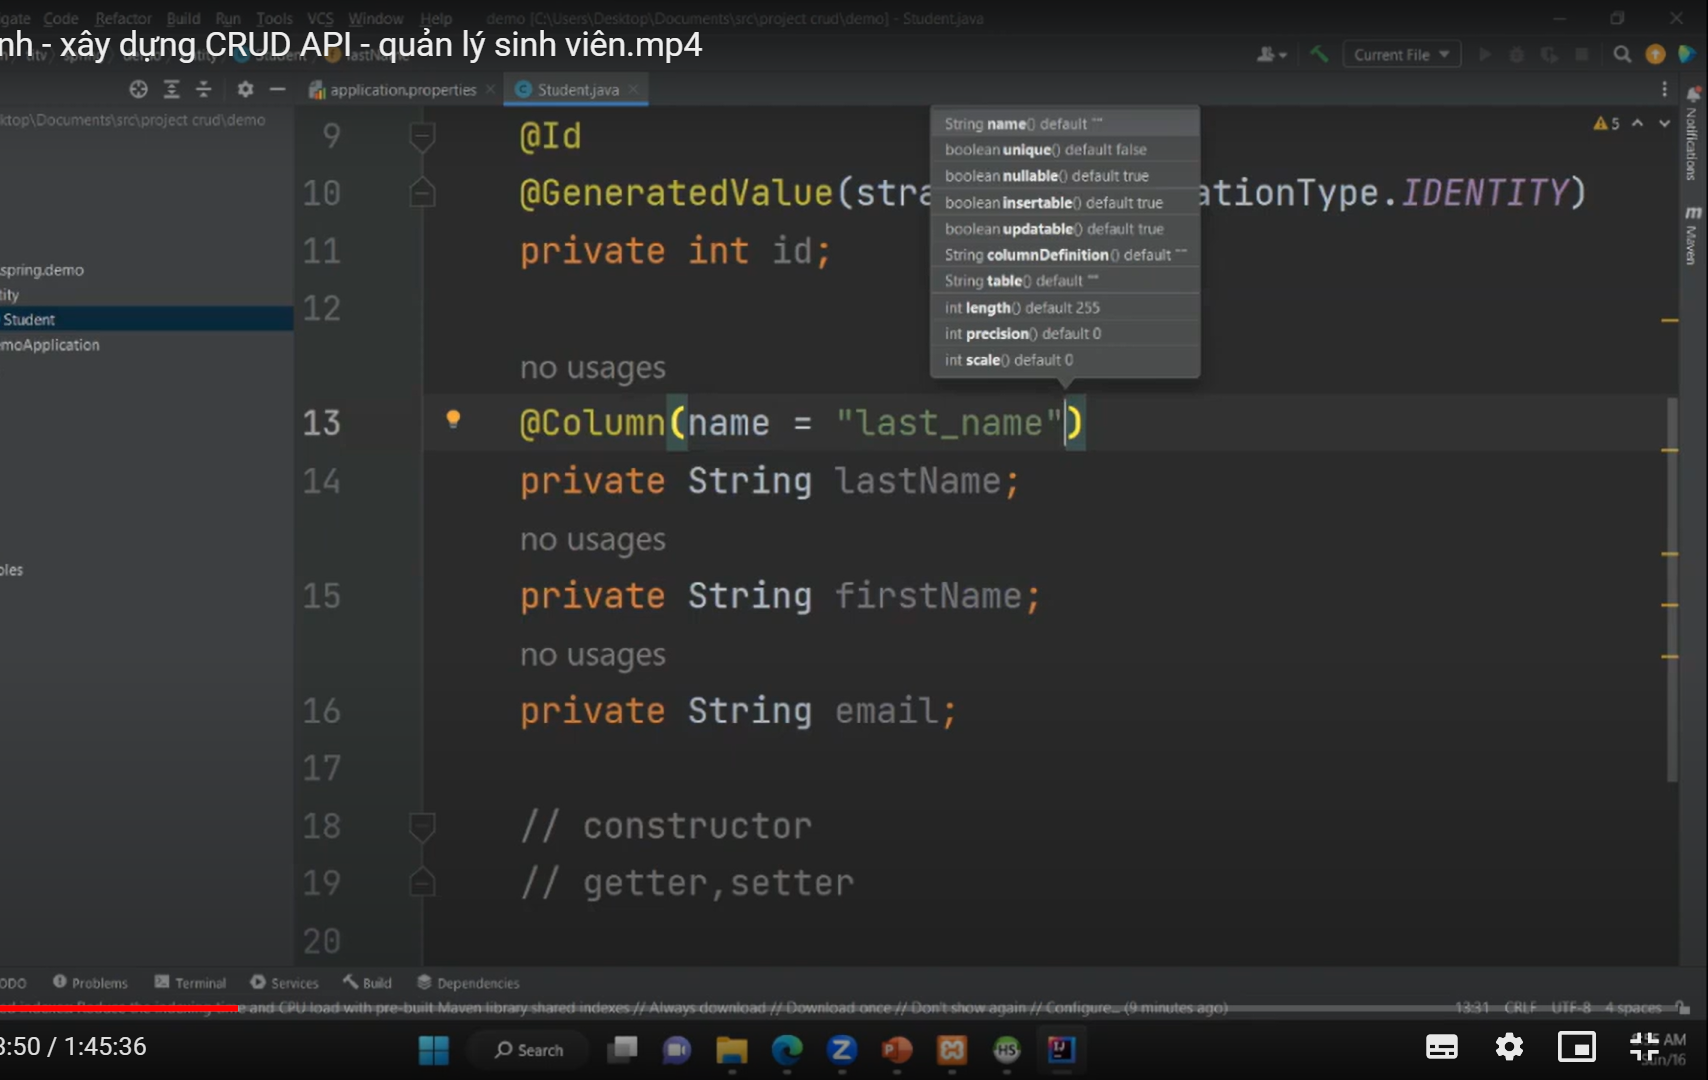 gate Code Refactor Build Run Tools VCS Window Help demo [C:\Users\Desktop\Documents\src\project crud\demo] - Student.java
nh - xây dựng CRUD API - quản lý sinh viên.mp4
Current File
application.properties
Student.java
ktop\Documents\src\project crud\demo
spring.demo
tity
Student
moApplication
oles
5
Notifications
m Maven
9 @Id
10 @GeneratedValue(stra ationType.IDENTITY)
11 private int id;
12
String name() default ""
boolean unique() default false
boolean nullable() default true
boolean insertable() default true
boolean updatable() default true
String columnDefinition() default ""
String table() default ""
int length() default 255
int precision() default 0
int scale() default 0
no usages
13 @Column(name = "last_name")
14 private String lastName;
no usages
15 private String firstName;
no usages
16 private String email;
17
18 // constructor
19 // getter,setter
20
ODO Problems Terminal Services Build Dependencies
and CPU load with pre-built Maven library shared indexes // Always download // Download once // Don't show again // Configure... (9 minutes ago) 13:31 CRLF UTF-8 4 spaces
3:50 / 1:45:36
Search
AM
Sun/16